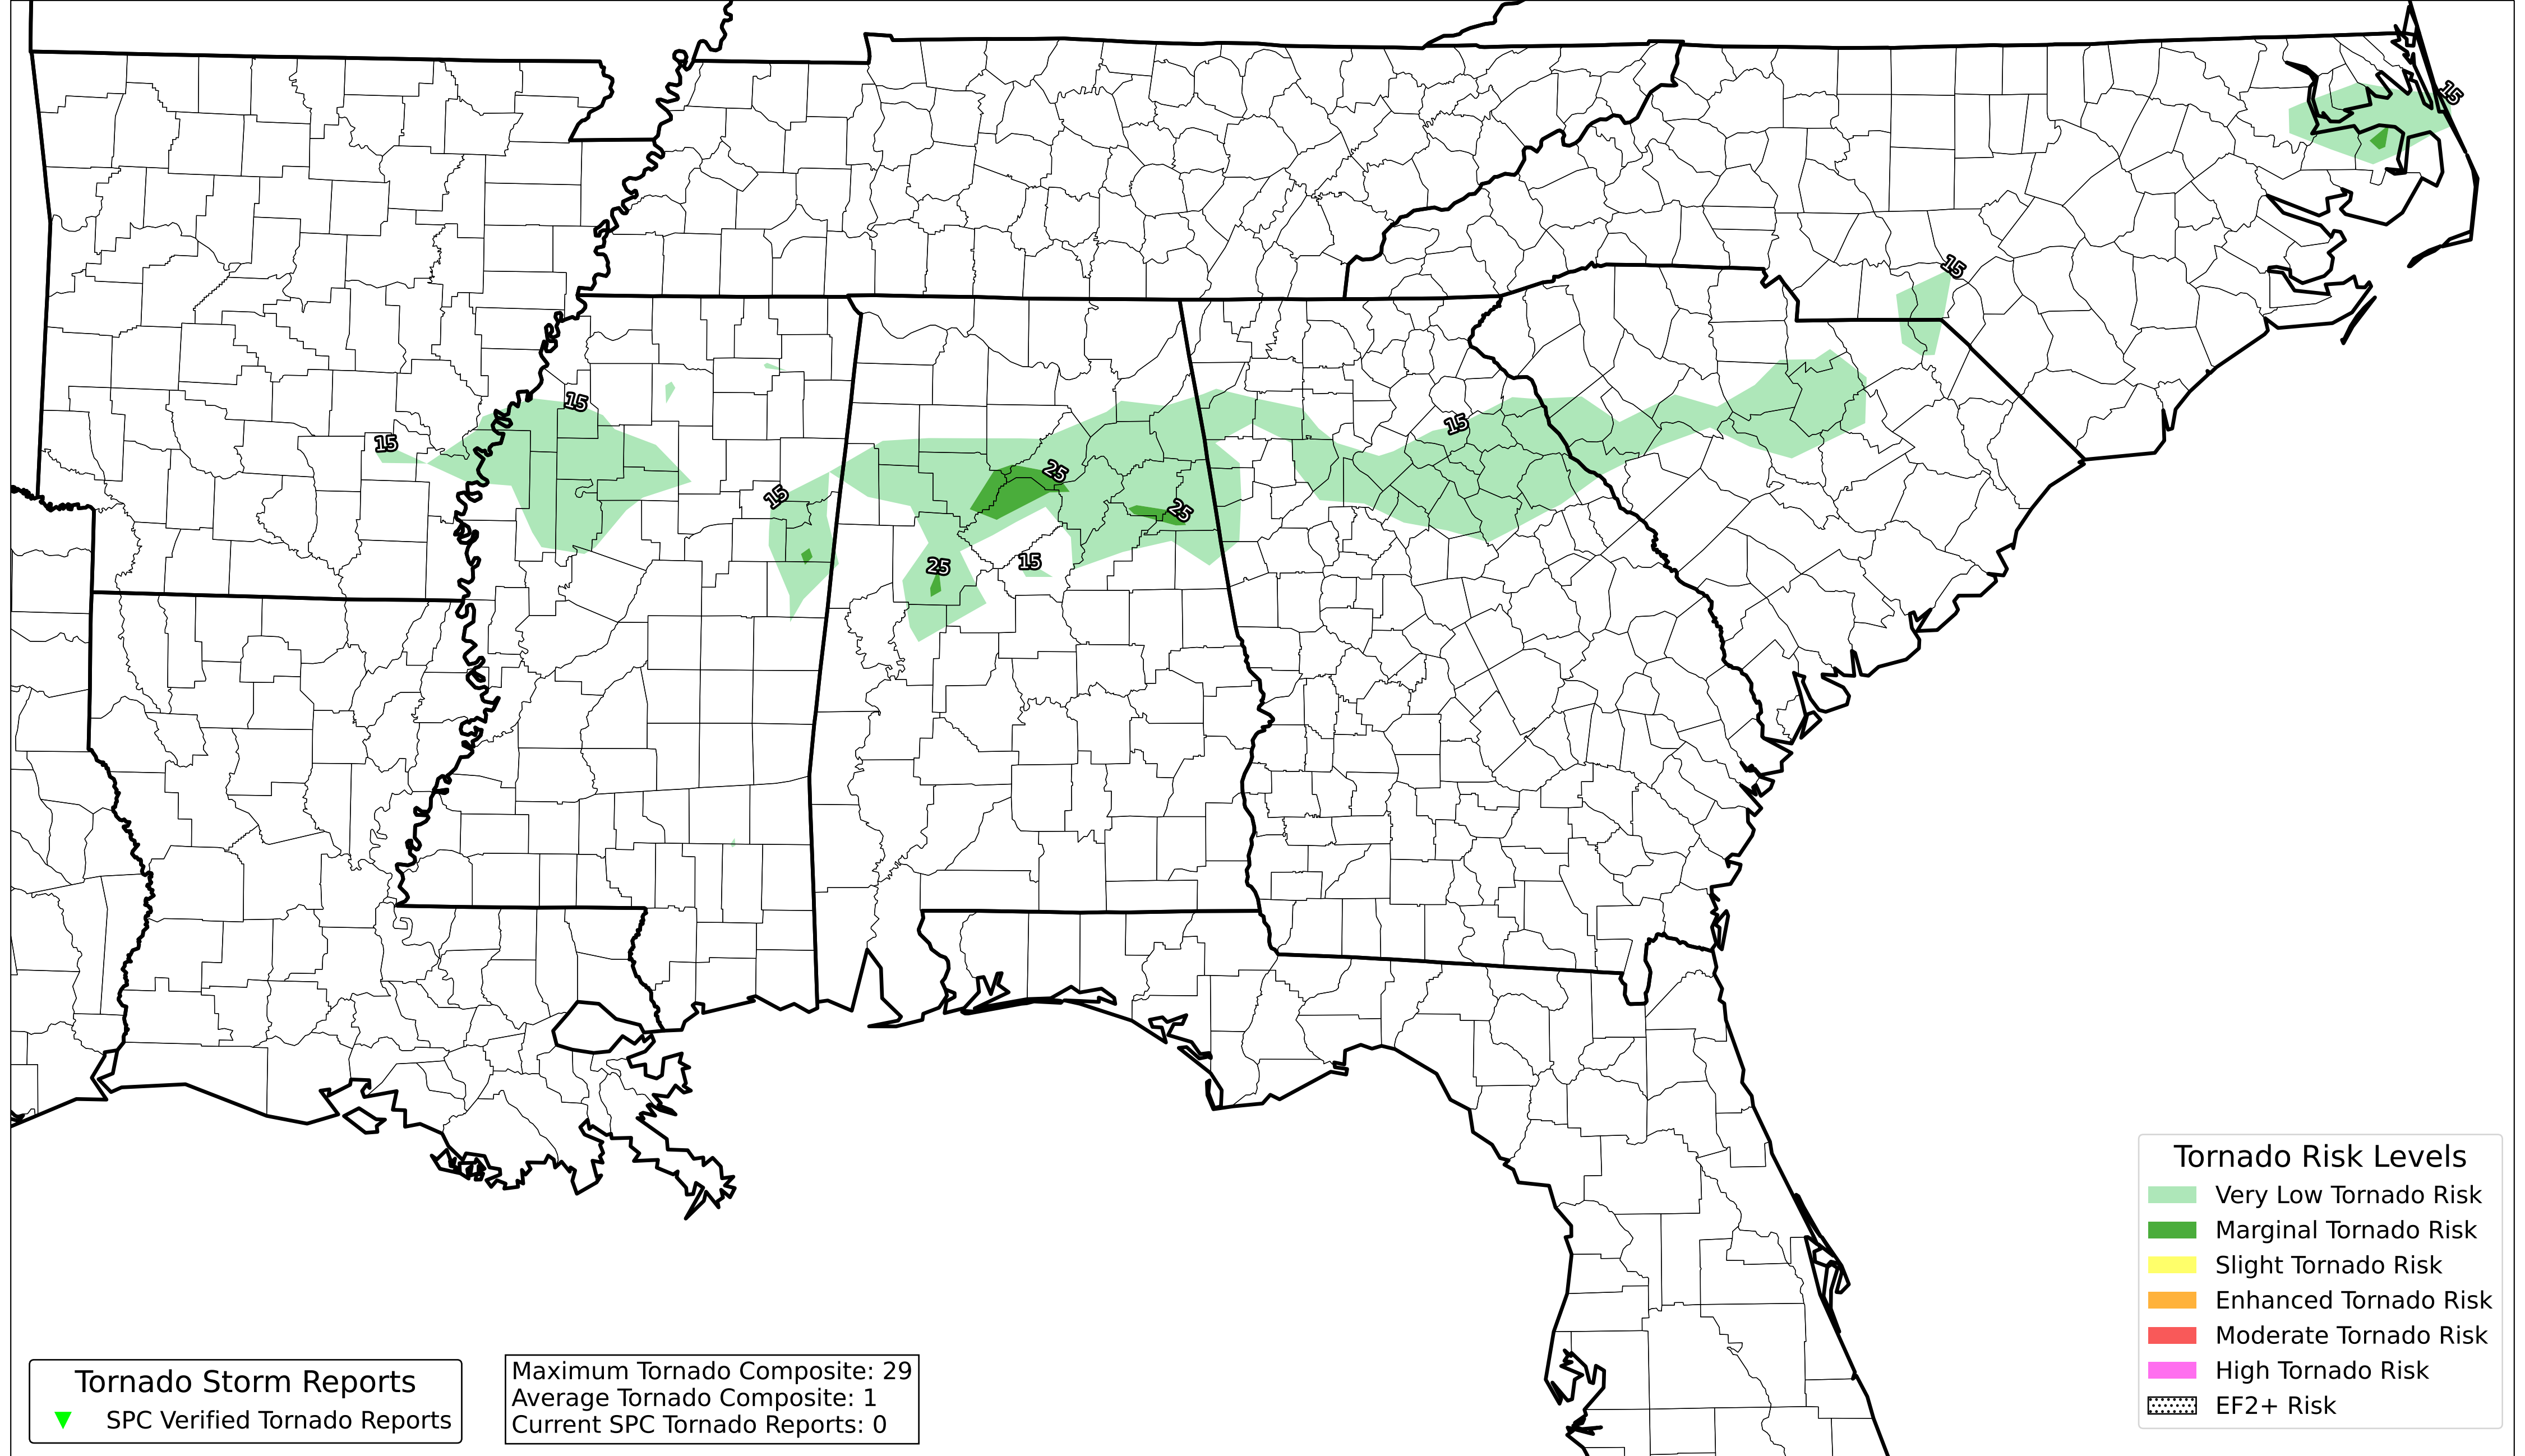 15
15
15
15
15
15
25
15
25
25
15
Tornado Risk Levels
Very Low Tornado Risk
Marginal Tornado Risk
Slight Tornado Risk
Enhanced Tornado Risk
Moderate Tornado Risk
High Tornado Risk
EF2+ Risk
Tornado Storm Reports
SPC Verified Tornado Reports
Maximum Tornado Composite: 29
Average Tornado Composite: 1
Current SPC Tornado Reports: 0